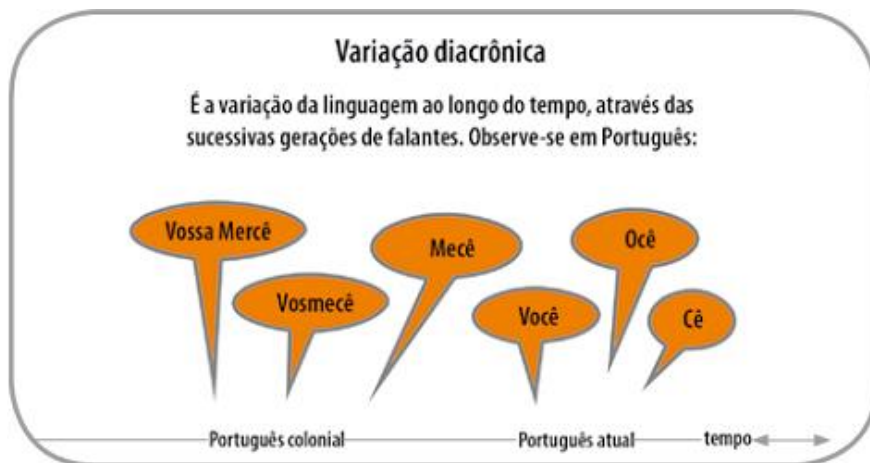 Variação diacrônica
É a variação da linguagem ao longo do tempo, através das
sucessivas gerações de falantes. Observe-se em Português:
Vossa Mercê
Vosmecê
Mecê
Você
Ocê
Cê
Português colonial
Português atual
tempo